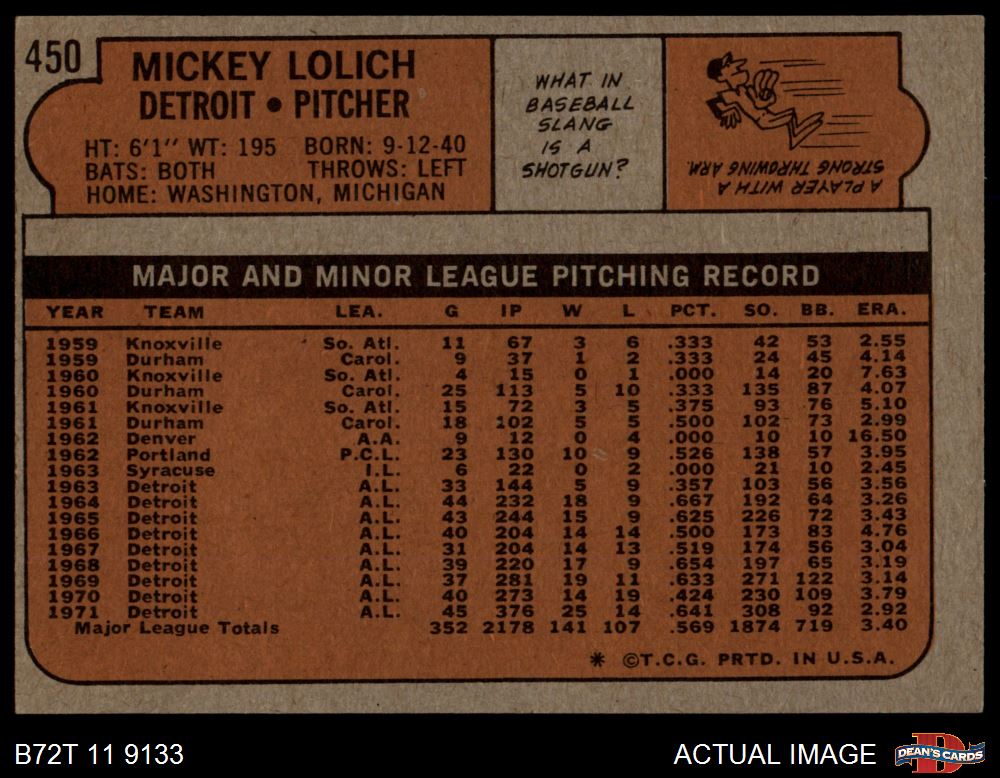 450
MICKEY LOLICH
DETROIT • PITCHER
HT: 6'1" WT: 195 BORN: 9-12-40
BATS: BOTH THROWS: LEFT
HOME: WASHINGTON, MICHIGAN
WHAT IN
BASEBALL
SLANG
IS A
SHOTGUN?
A PLAYER WITH A
STRONG THROWING ARM.
MAJOR AND MINOR LEAGUE PITCHING RECORD
YEAR TEAM LEA. G IP W L PCT. SO. BB. ERA.
1959 Knoxville So. Atl. 11 67 3 6 .333 42 53 2.55
1959 Durham Carol. 9 37 1 2 .333 24 45 4.14
1960 Knoxville So. Atl. 4 15 0 1 .000 14 20 7.63
1960 Durham Carol. 25 113 5 10 .333 135 87 4.07
1961 Knoxville So. Atl. 15 72 3 5 .375 93 76 5.10
1961 Durham Carol. 18 102 5 5 .500 102 73 2.99
1962 Denver A.A. 9 12 0 4 .000 10 10 16.50
1962 Portland P.C.L. 23 130 10 9 .526 138 57 3.95
1963 Syracuse I.L. 6 22 0 2 .000 21 10 2.45
1963 Detroit A.L. 33 144 5 9 .357 103 56 3.56
1964 Detroit A.L. 44 232 18 9 .667 192 64 3.26
1965 Detroit A.L. 43 244 15 9 .625 226 72 3.43
1966 Detroit A.L. 40 204 14 14 .500 173 83 4.76
1967 Detroit A.L. 31 204 14 13 .519 174 56 3.04
1968 Detroit A.L. 39 220 17 9 .654 197 65 3.19
1969 Detroit A.L. 37 281 19 11 .633 271 122 3.14
1970 Detroit A.L. 40 273 14 19 .424 230 109 3.79
1971 Detroit A.L. 45 376 25 14 .641 308 92 2.92
Major League Totals 352 2178 141 107 .569 1874 719 3.40
* ©T.C.G. PRTD. IN U.S.A.
B72T 11 9133
ACTUAL IMAGE
DEAN'S CARDS